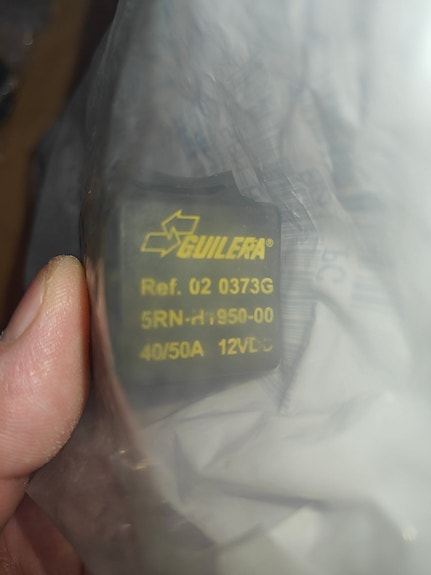 GUILERA®
Ref. 02 0373G
5RN-H1950-00
40/50A 12VDC